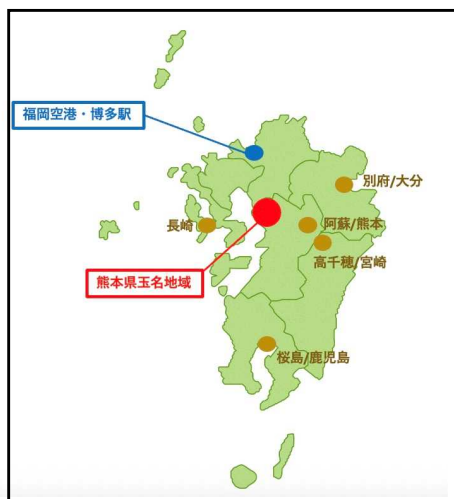 福岡空港・博多駅
別府/大分
長崎
阿蘇/熊本
高千穂/宮崎
熊本県玉名地域
桜島/鹿児島